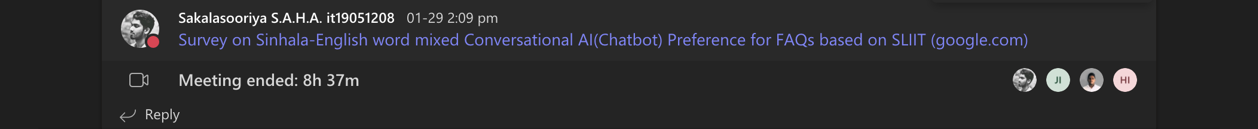 Sakalasooriya S.A.H.A. it19051208 01-29 2:09 pm
Survey on Sinhala-English word mixed Conversational AI(Chatbot) Preference for FAQs based on SLIIT (google.com)
Meeting ended: 8h 37m JI HI
Reply